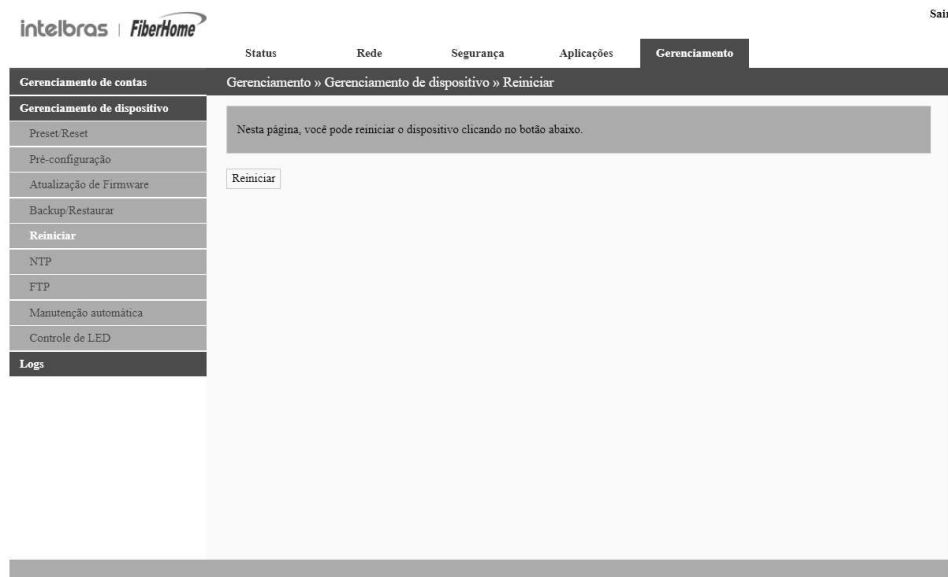 intelbras | FiberHome
Sair
Status Rede Segurança Aplicações Gerenciamento
Gerenciamento de contas
Gerenciamento » Gerenciamento de dispositivo » Reiniciar
Gerenciamento de dispositivo
Preset/Reset
Pré-configuração
Atualização de Firmware
Backup/Restaurar
Reiniciar
NTP
FTP
Manutenção automática
Controle de LED
Logs
Nesta página, você pode reiniciar o dispositivo clicando no botão abaixo.
Reiniciar